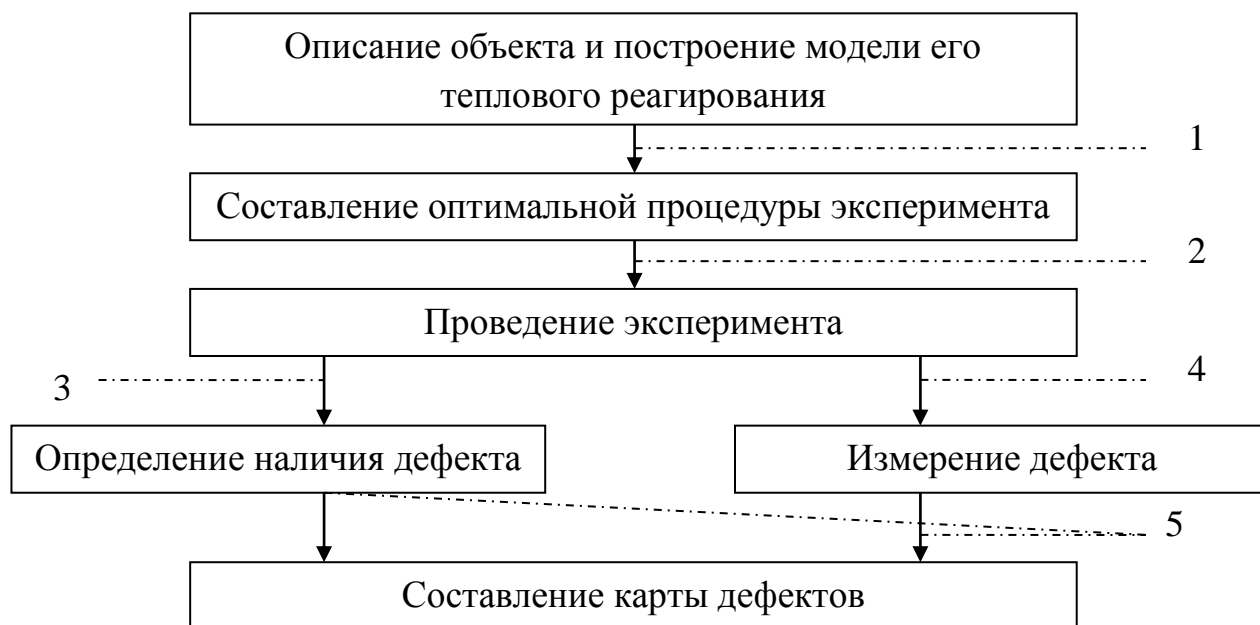 Описание объекта и построение модели его
теплового реагирования
1
Составление оптимальной процедуры эксперимента
2
Проведение эксперимента
3
4
Определение наличия дефекта
Измерение дефекта
5
Составление карты дефектов